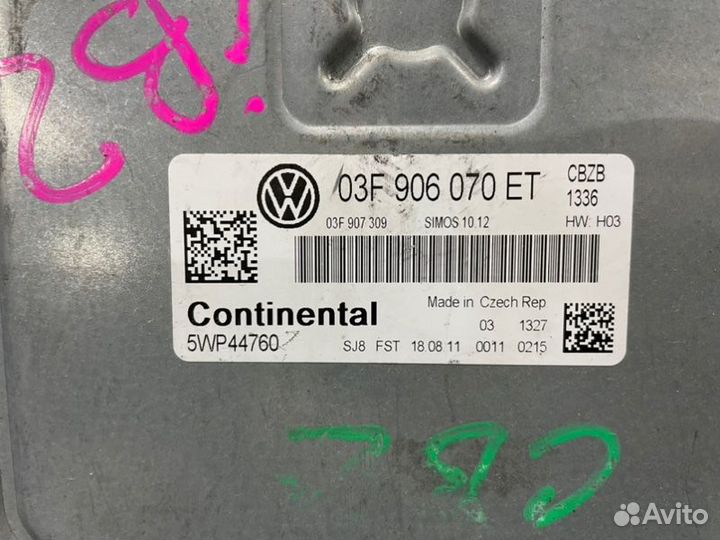 03F 906 070 ET
CBZB
1336
03F 907 309
SIMOS 10.12
HW: H03
Continental
Made in Czech Rep.
03 1327
5WP44760
SJ8 FST 18.08.11 0011 0215
CBZ
Avito